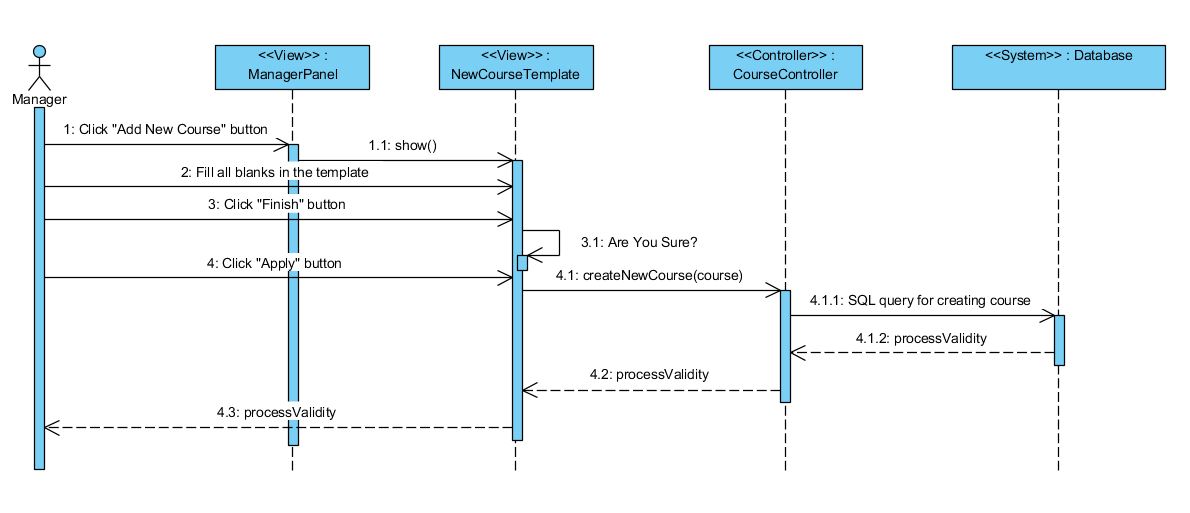 <<View>> :
ManagerPanel
<<View>> :
NewCourseTemplate
<<Controller>> :
CourseController
<<System>> : Database
Manager
1: Click "Add New Course" button
1.1: show()
2: Fill all blanks in the template
3: Click "Finish" button
3.1: Are You Sure?
4: Click "Apply" button
4.1: createNewCourse(course)
4.1.1: SQL query for creating course
4.1.2: processValidity
4.2: processValidity
4.3: processValidity